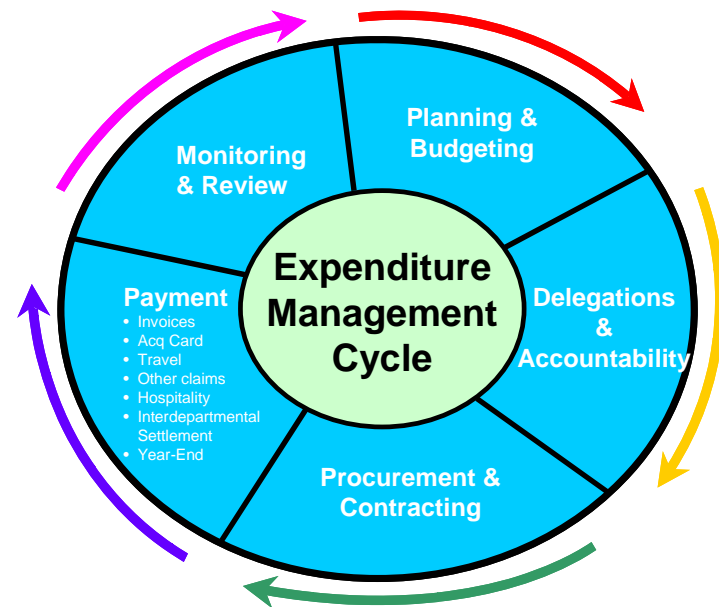 Planning &
Budgeting
Monitoring
& Review
Expenditure
Management
Cycle
Delegations
&
Accountability
Payment
• Invoices
• Acq Card
• Travel
• Other claims
• Hospitality
• Interdepartmental
Settlement
• Year-End
Procurement &
Contracting